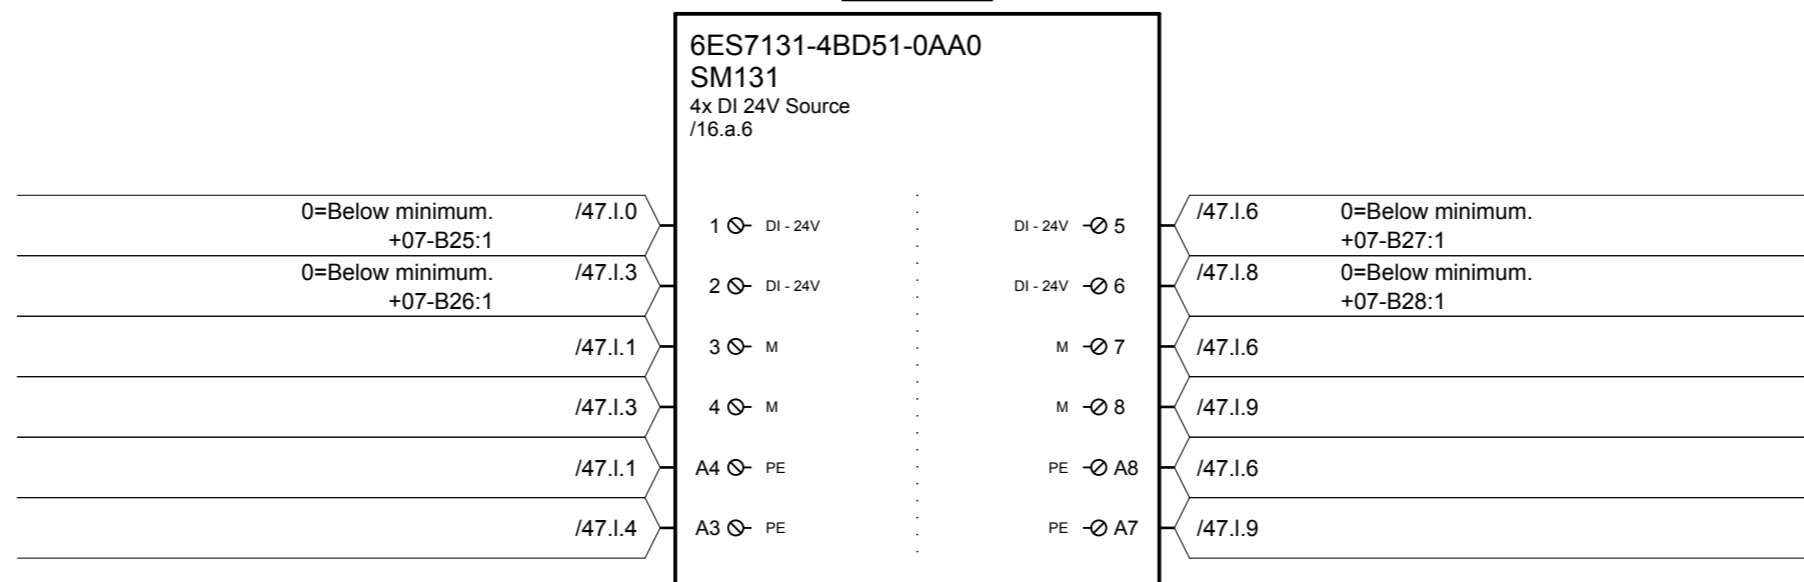 6ES7131-4BD51-0AA0
SM131
4x DI 24V Source
/16.a.6
0=Below minimum. /47.l.0 1 DI - 24V DI - 24V 5 /47.l.6 0=Below minimum.
+07-B25:1 +07-B27:1
0=Below minimum. /47.l.3 2 DI - 24V DI - 24V 6 /47.l.8 0=Below minimum.
+07-B26:1 +07-B28:1
/47.l.1 3 M M 7 /47.l.6
/47.l.3 4 M M 8 /47.l.9
/47.l.1 A4 PE PE A8 /47.l.6
/47.l.4 A3 PE PE A7 /47.l.9